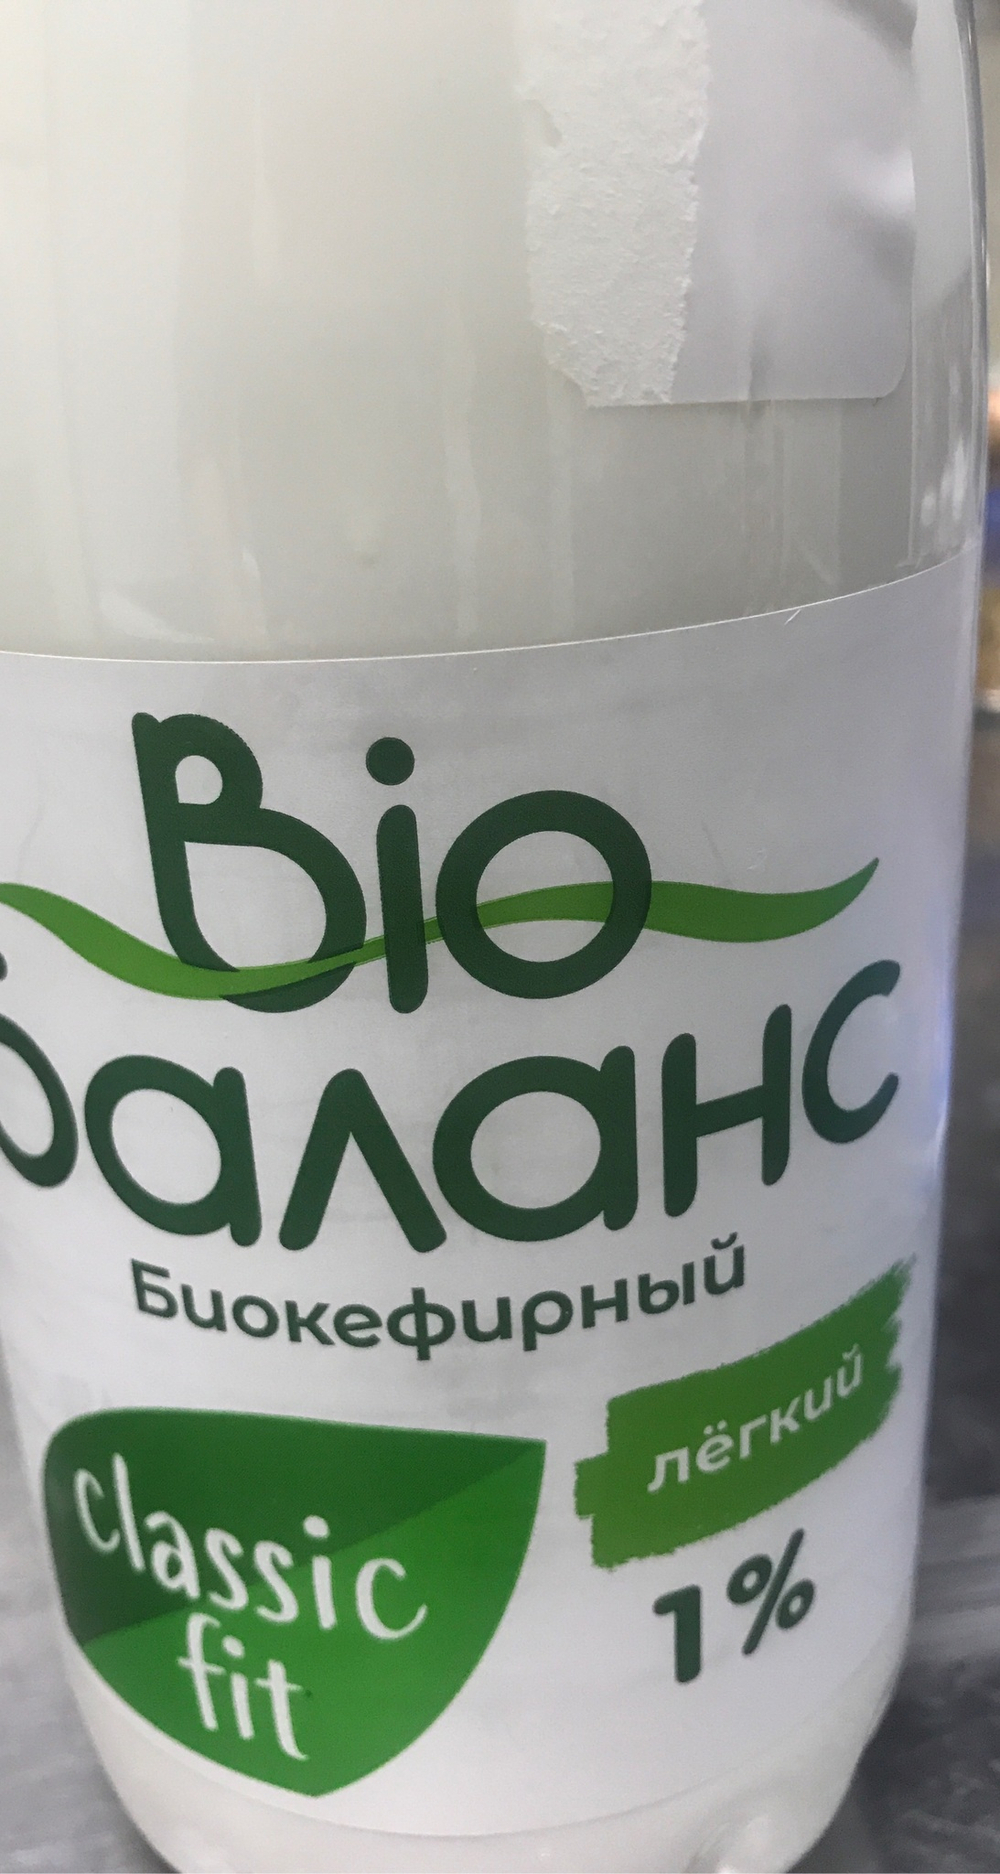 Bio
баланс
Биокефирный
лёгкий
1%
classic
fit